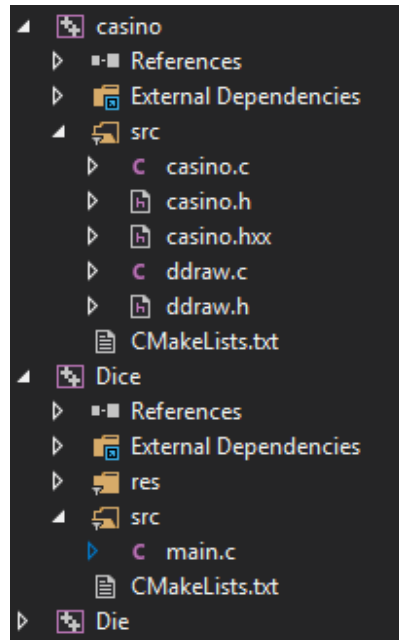 casino
References
External Dependencies
src
casino.c
casino.h
casino.hxx
ddraw.c
ddraw.h
CMakeLists.txt
Dice
References
External Dependencies
res
src
main.c
CMakeLists.txt
Die